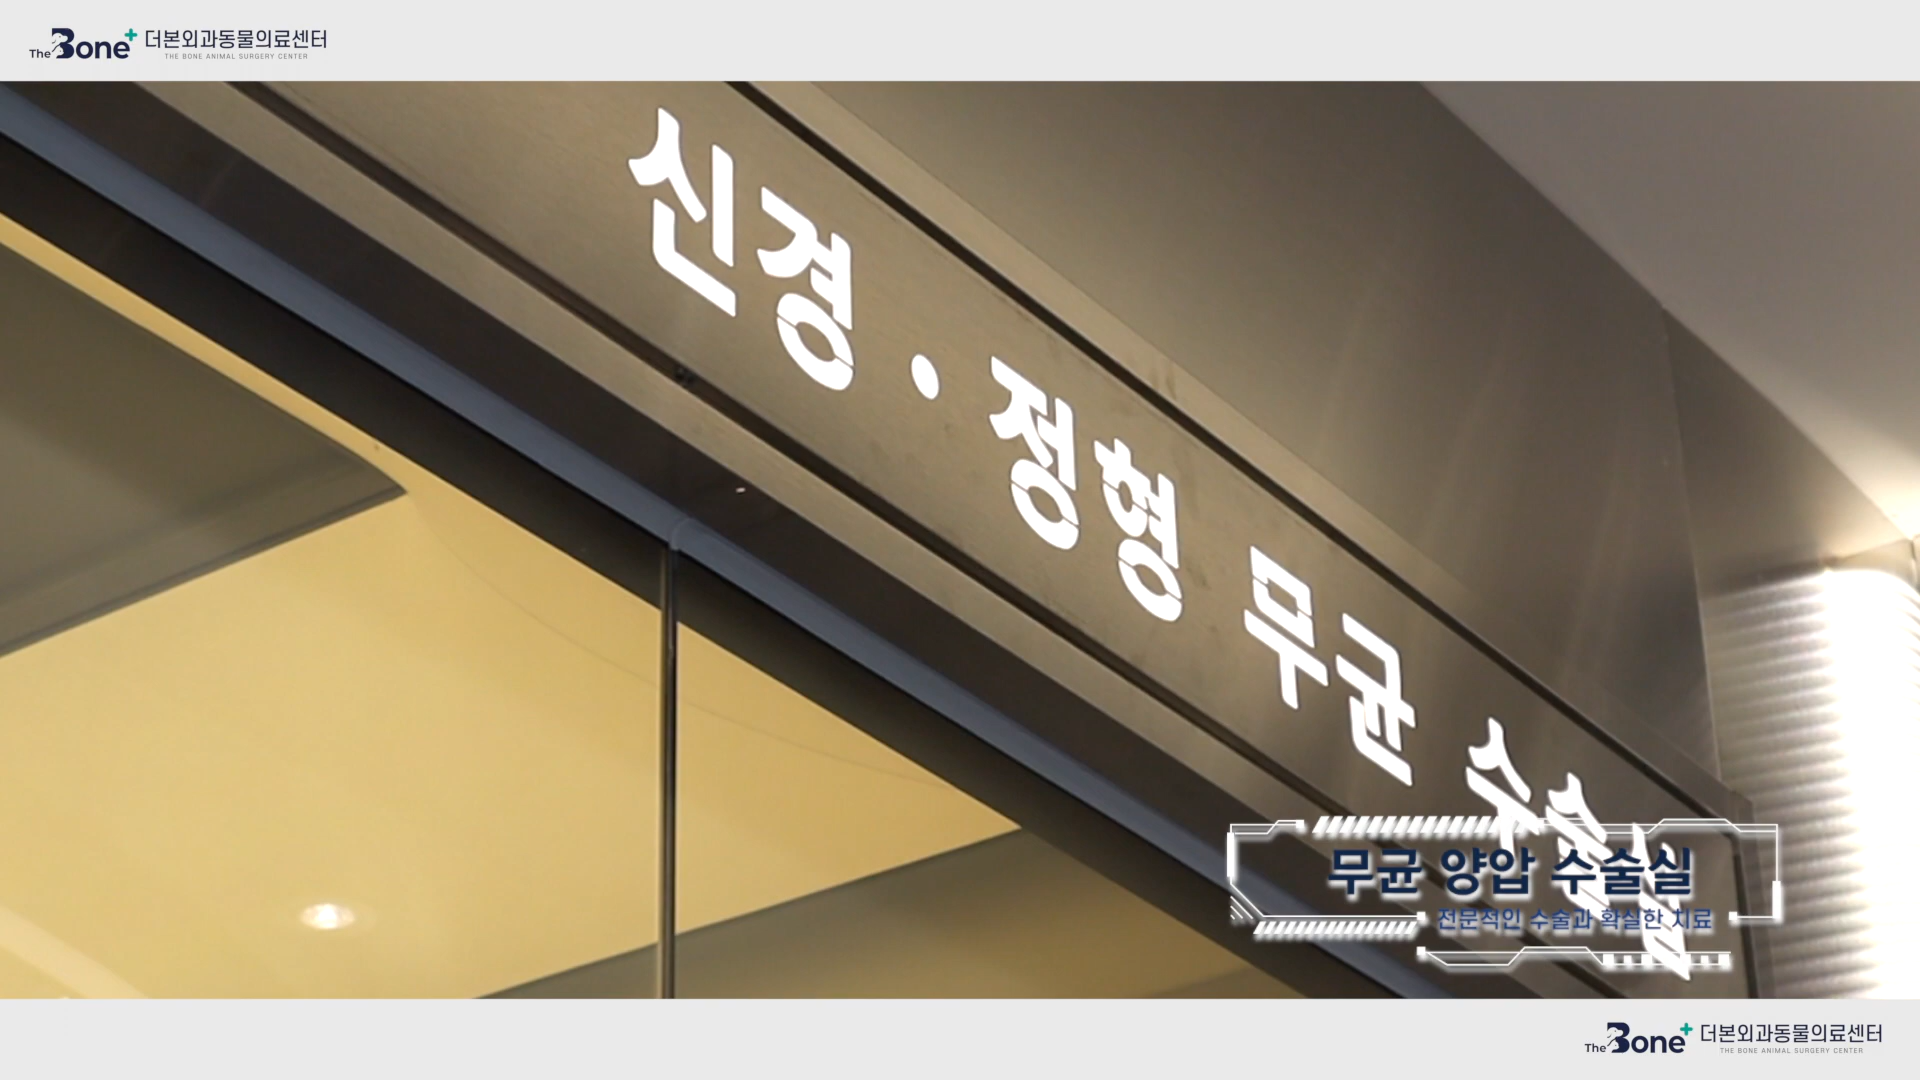 The Bone+ 더본외과동물의료센터
THE BONE ANIMAL SURGERY CENTER
신경·정형 무균 수술실
무균 양압 수술실
전문적인 수술과 확실한 치료
The Bone+ 더본외과동물의료센터
THE BONE ANIMAL SURGERY CENTER